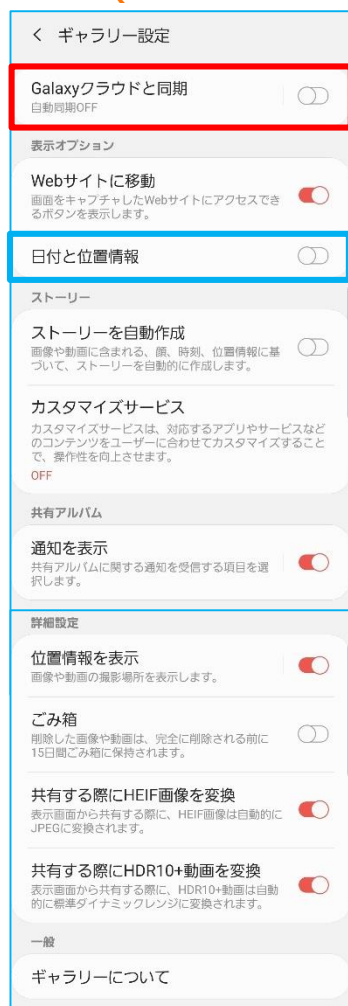 ギャラリー設定
Galaxyクラウドと同期
自動同期OFF
表示オプション
Webサイトに移動
画面をキャプチャしたWebサイトにアクセスでき
るボタンを表示します。
日付と位置情報
ストーリー
ストーリーを自動作成
画像や動画に含まれる、顔、時刻、位置情報に基
づいて、ストーリーを自動的に作成します。
カスタマイズサービス
カスタマイズサービスは、対応するアプリやサービスなど
のコンテンツをユーザーに合わせてカスタマイズすること
で、操作性を向上させます。
OFF
共有アルバム
通知を表示
共有アルバムに関する通知を受信する項目を選
択します。
詳細設定
位置情報を表示
画像や動画の撮影場所を表示します。
ごみ箱
削除した画像や動画は、完全に削除される前に
15日間ごみ箱に保持されます。
共有する際にHEIF画像を変換
表示画面から共有する際に、HEIF画像は自動的に
JPEGに変換されます。
共有する際にHDR10+動画を変換
表示画面から共有する際に、HDR10+動画は自動
的に標準ダイナミックレンジに変換されます。
一般
ギャラリーについて